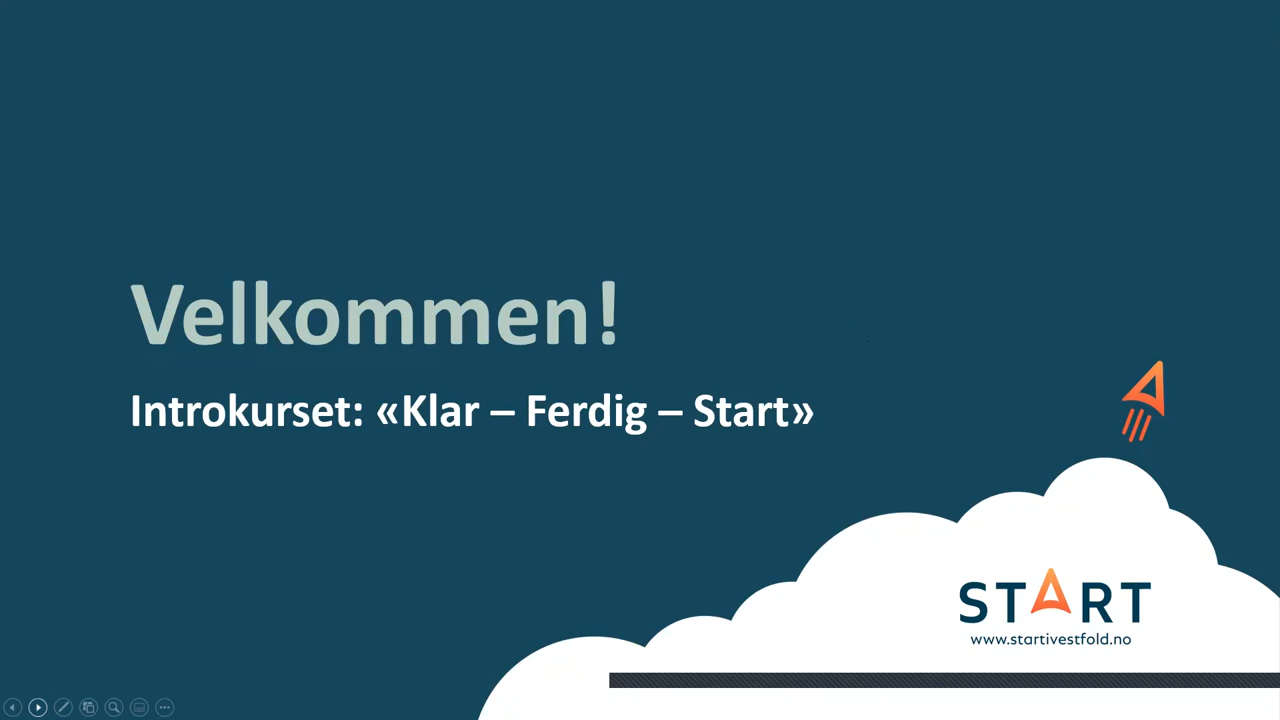 Velkommen!
Introkurset: «Klar – Ferdig – Start»
START
www.startivestfold.no